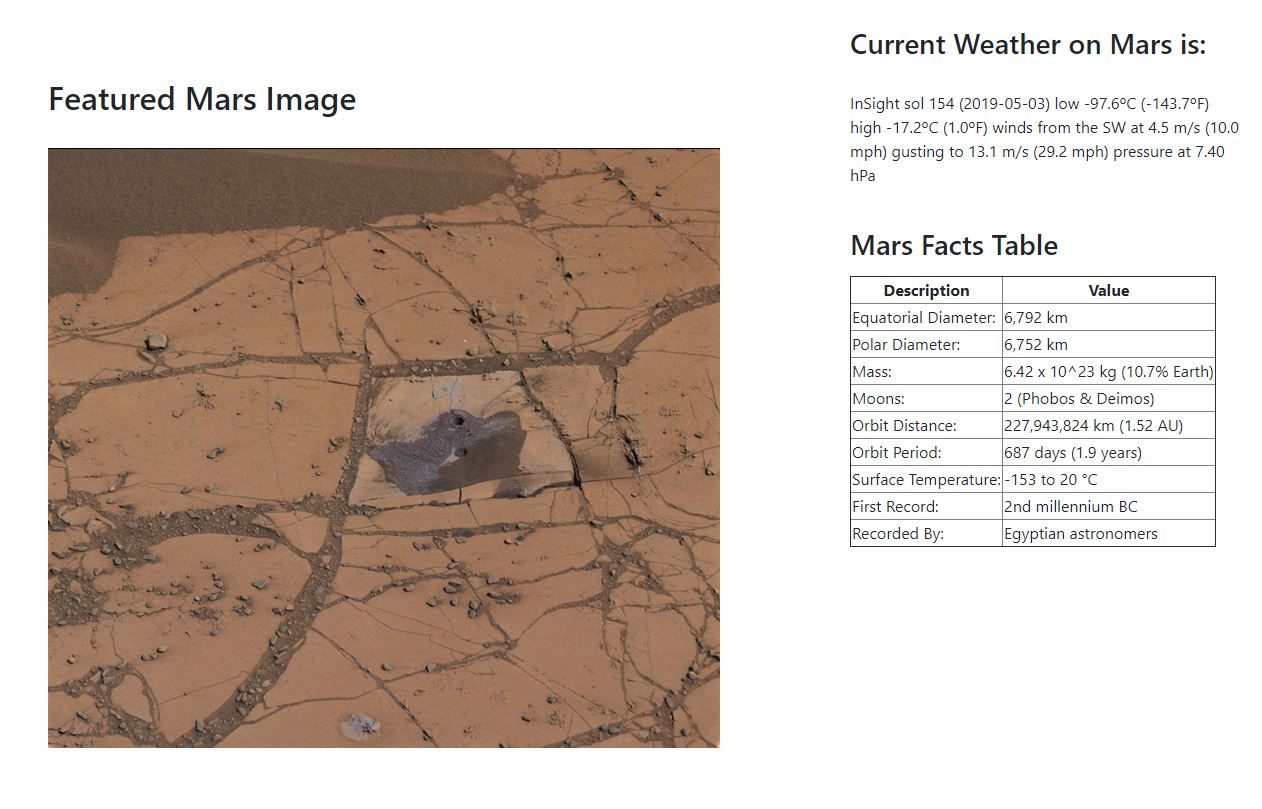 Featured Mars Image
Current Weather on Mars is:
InSight sol 154 (2019-05-03) low -97.6ºC (-143.7ºF)
high -17.2ºC (1.0ºF) winds from the SW at 4.5 m/s (10.0
mph) gusting to 13.1 m/s (29.2 mph) pressure at 7.40
hPa
Mars Facts Table
Description Value
Equatorial Diameter: 6,792 km
Polar Diameter: 6,752 km
Mass: 6.42 x 10^23 kg (10.7% Earth)
Moons: 2 (Phobos & Deimos)
Orbit Distance: 227,943,824 km (1.52 AU)
Orbit Period: 687 days (1.9 years)
Surface Temperature: -153 to 20 °C
First Record: 2nd millennium BC
Recorded By: Egyptian astronomers